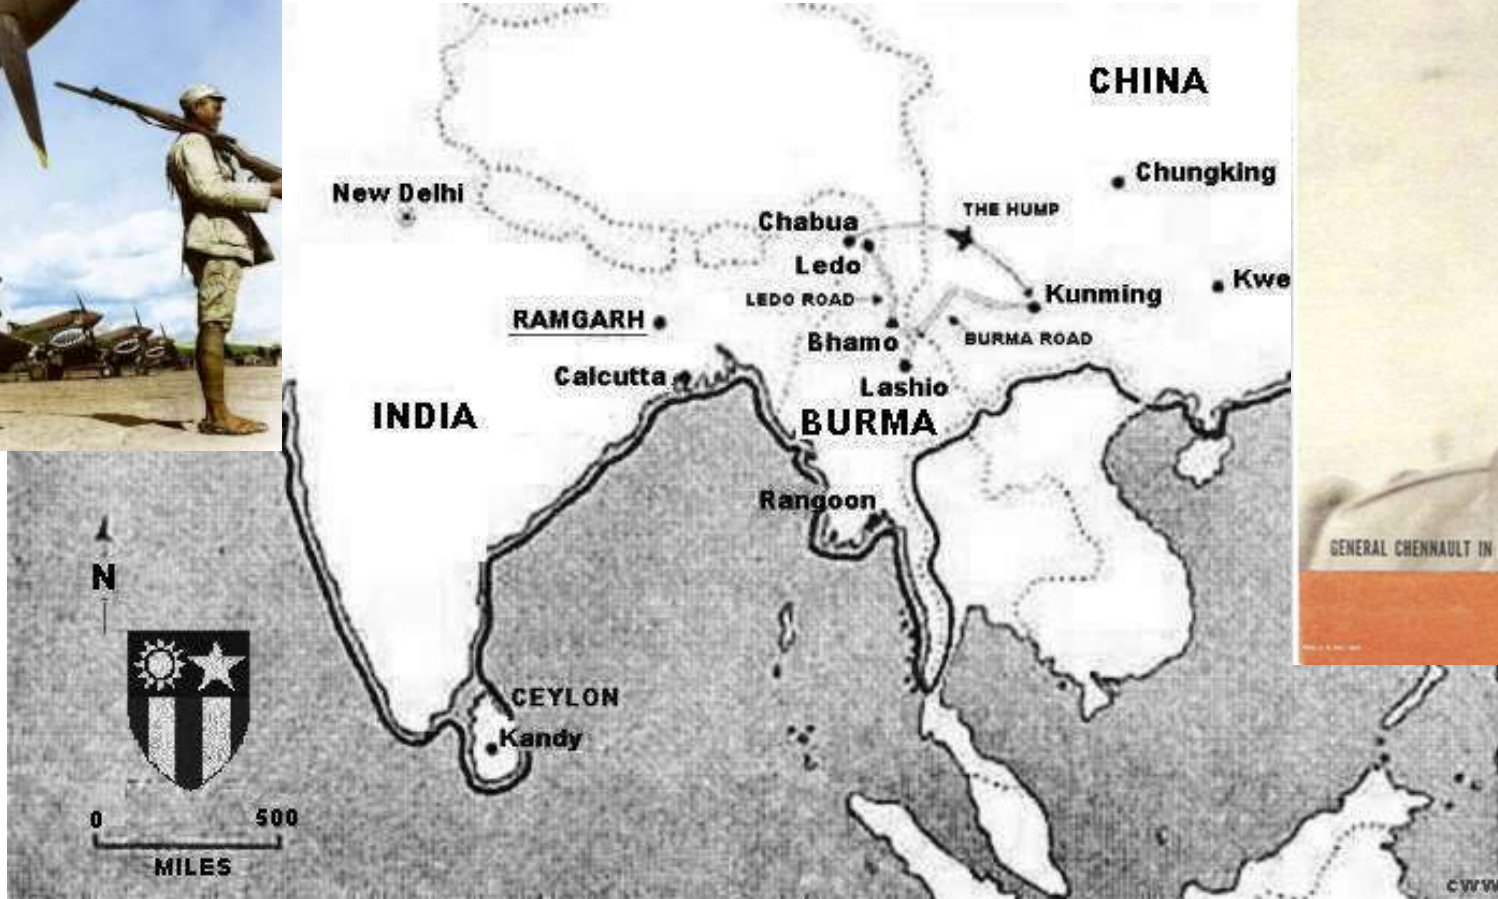 CHINA
Chungking
New Delhi
THE HUMP
Chabua
Ledo
LEDO ROAD
Kunming
Kwe
RAMGARH
Bhamo
BURMA ROAD
Calcutta
Lashio
INDIA
BURMA
Rangoon
GENERAL CHENNAULT IN
N
CEYLON
Kandy
0 500
MILES
CWW